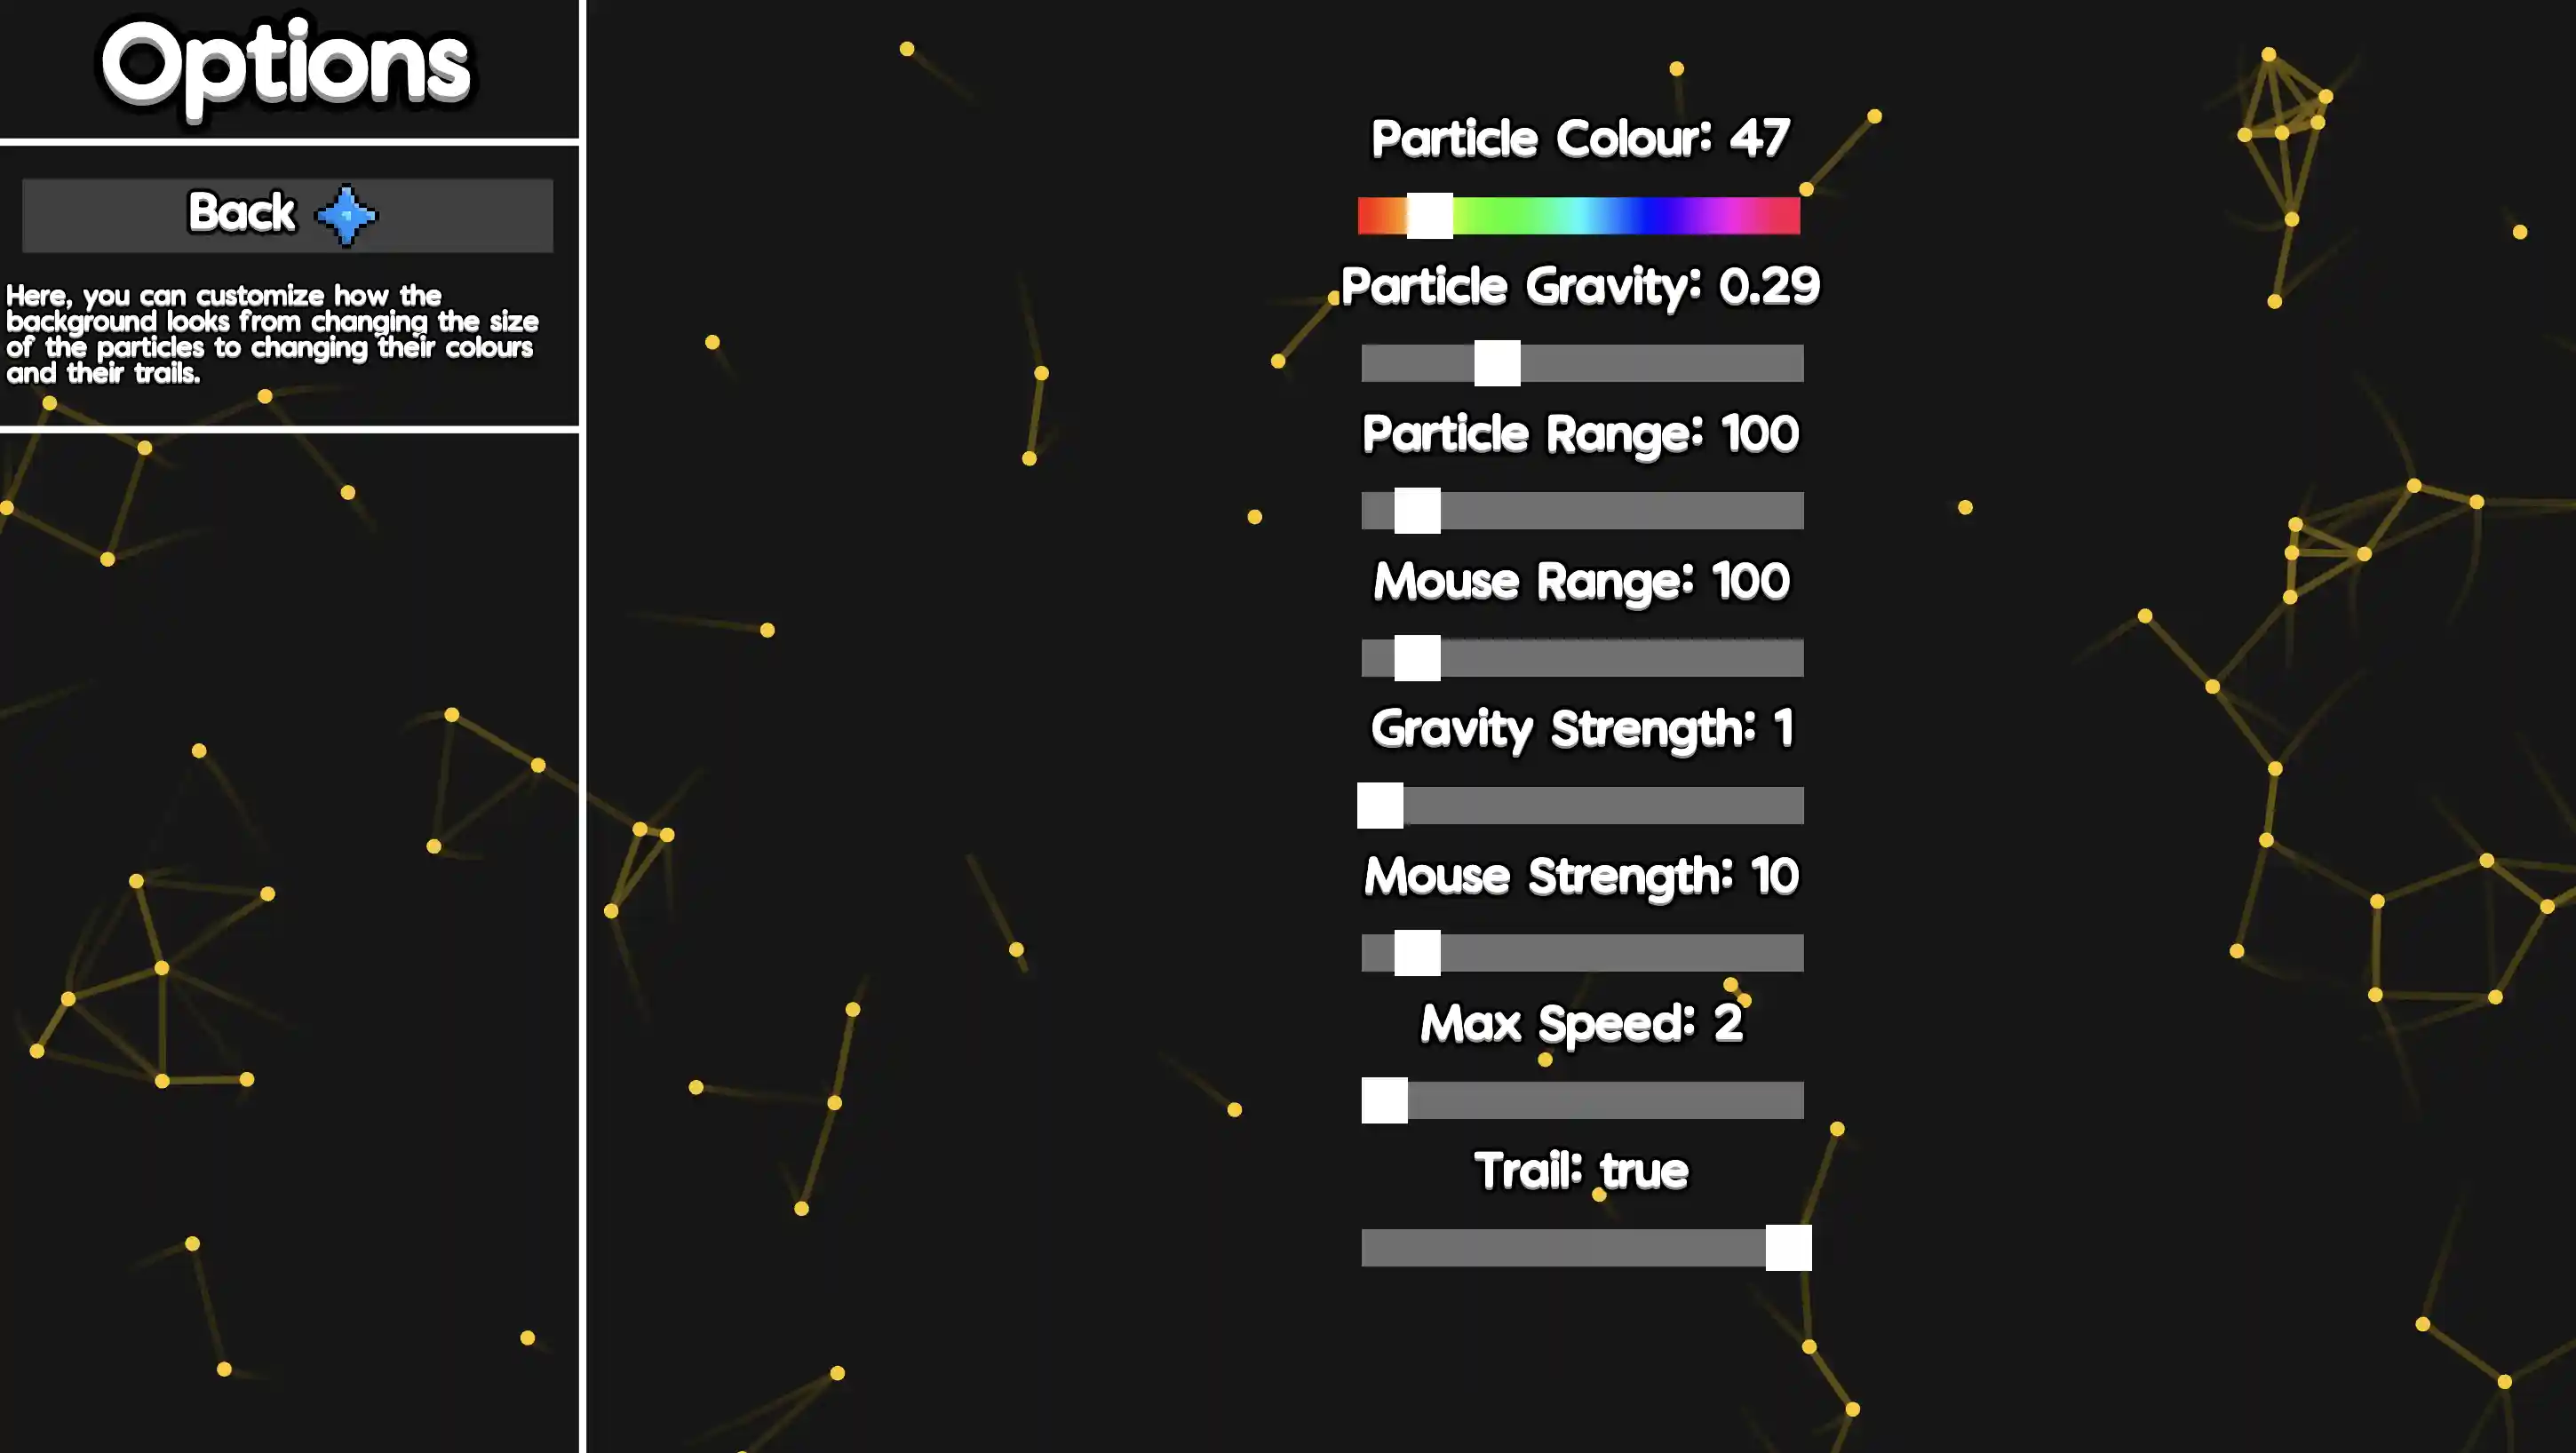 Options
Back
Here, you can customize how the
background looks from changing the size
of the particles to changing their colours
and their trails.
Particle Colour: 47
Particle Gravity: 0.29
Particle Range: 100
Mouse Range: 100
Gravity Strength: 1
Mouse Strength: 10
Max Speed: 2
Trail: true